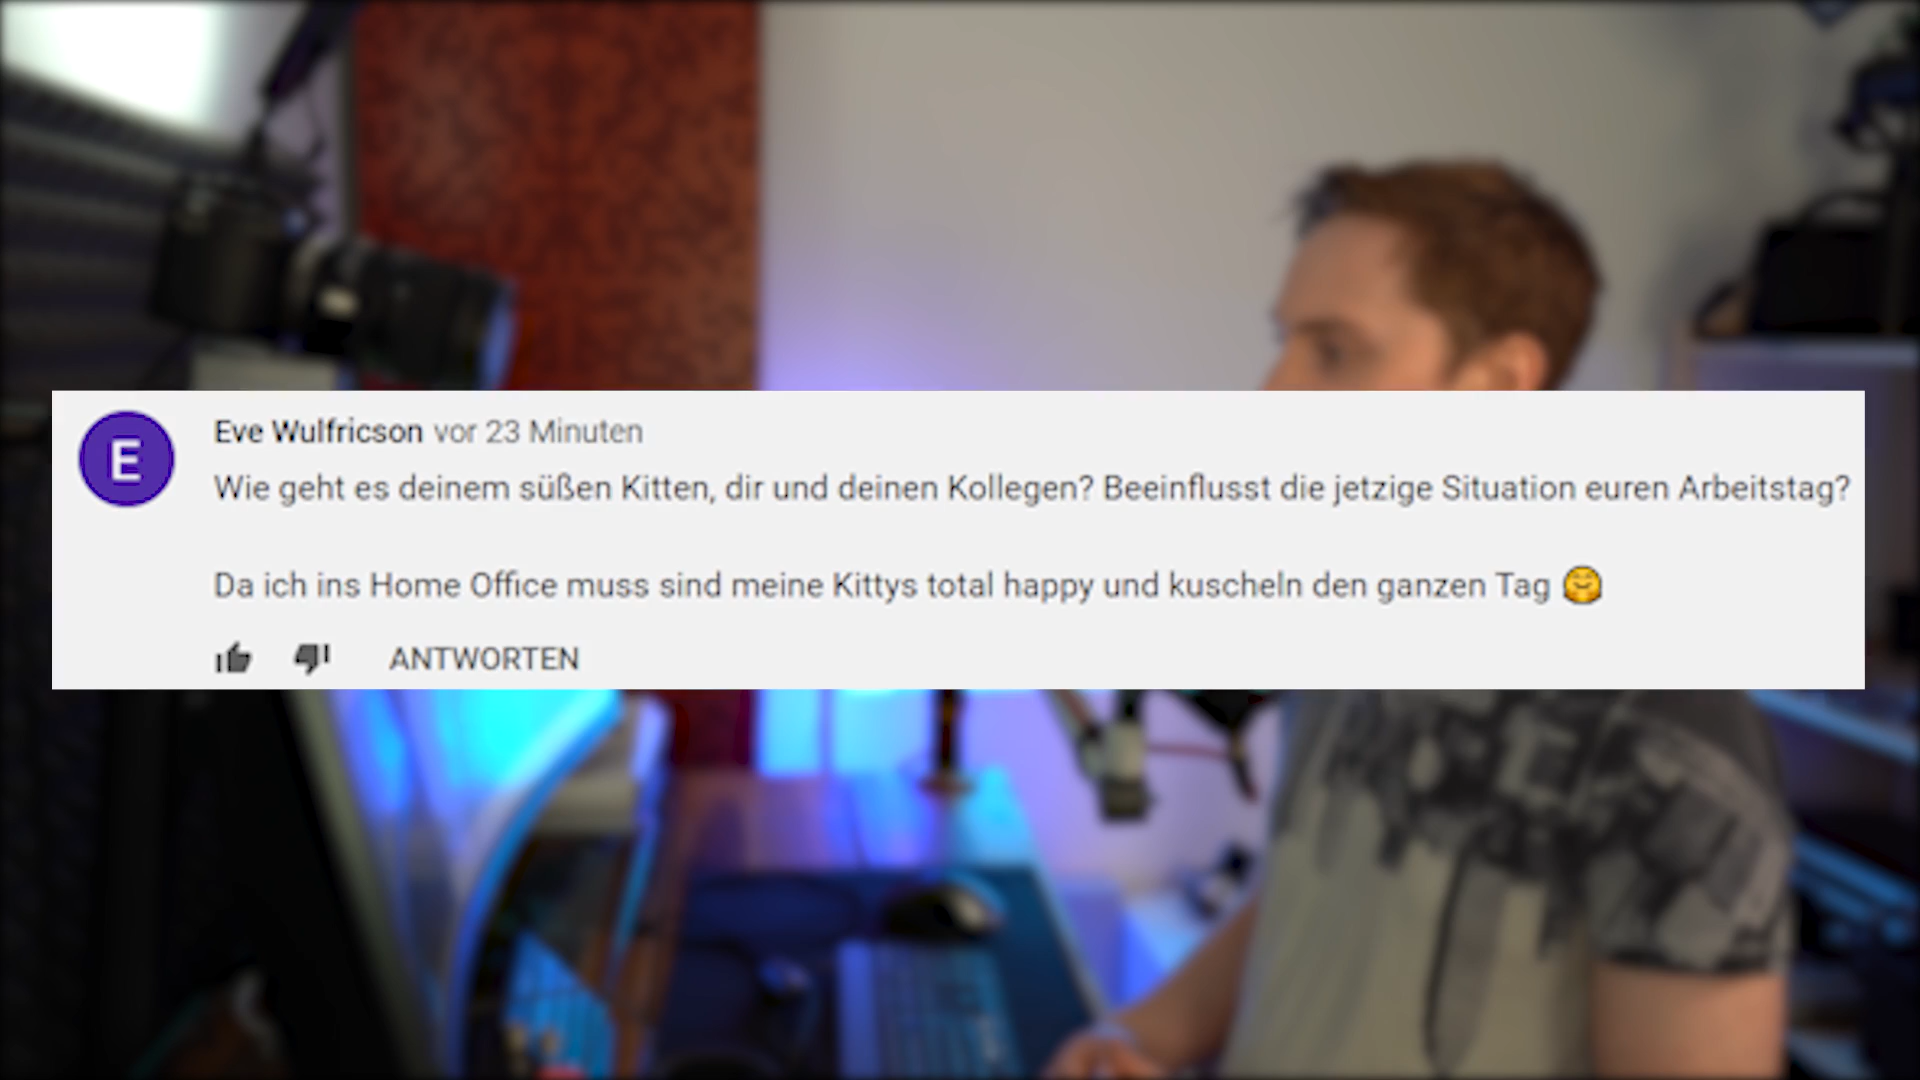 E
Eve Wulfricson vor 23 Minuten
Wie geht es deinem süßen Kitten, dir und deinen Kollegen? Beeinflusst die jetzige Situation euren Arbeitstag?
Da ich ins Home Office muss sind meine Kittys total happy und kuscheln den ganzen Tag 🤗
ANTWORTEN